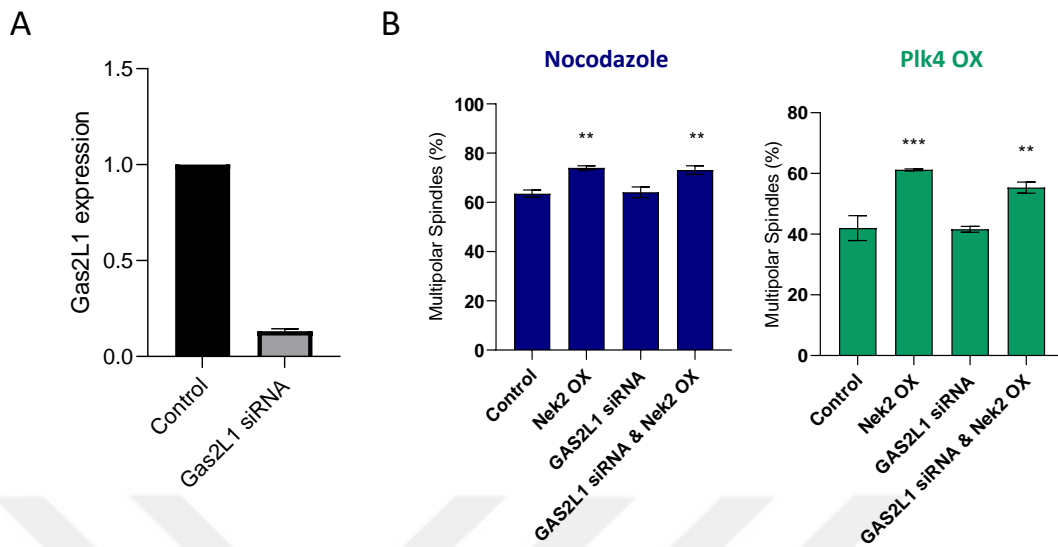 A
Gas2L1 expression
1.5
1.0
0.5
0.0
Control
Gas2L1 siRNA
B
Nocodazole
Multipolar Spindles (%)
100
80
60
40
20
0
**
**
Control
Nek2 OX
GAS2L1 siRNA
GAS2L1 siRNA & Nek2 OX
Plk4 OX
Multipolar Spindles (%)
80
60
40
20
0
***
**
Control
Nek2 OX
GAS2L1 siRNA
GAS2L1 siRNA & Nek2 OX